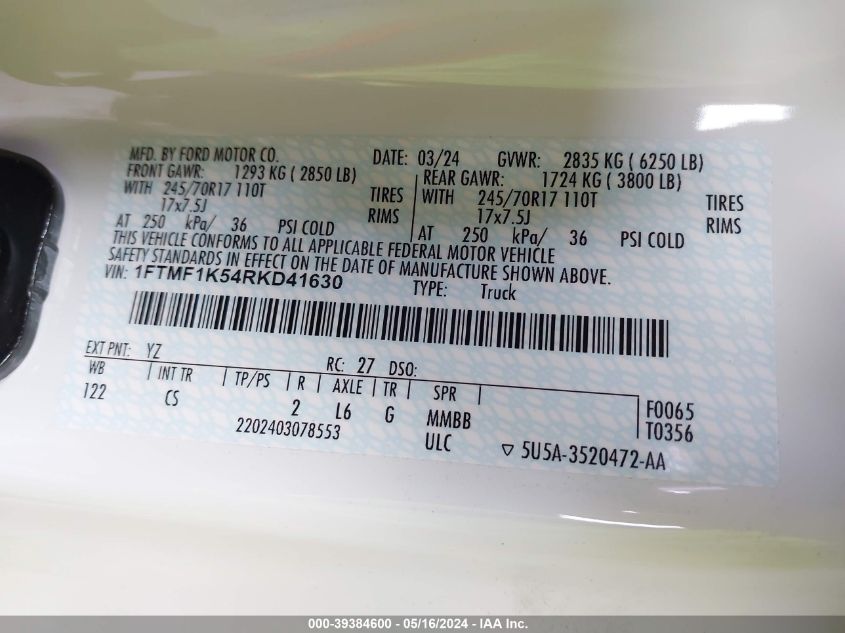 MFD. BY FORD MOTOR CO. DATE: 03/24 GVWR: 2835 KG ( 6250 LB)
FRONT GAWR: 1293 KG ( 2850 LB) REAR GAWR: 1724 KG ( 3800 LB)
WITH 245/70R17 110T TIRES WITH 245/70R17 110T TIRES
17x7.5J RIMS 17x7.5J RIMS
AT 250 kPa/ 36 PSI COLD AT 250 kPa/ 36 PSI COLD
THIS VEHICLE CONFORMS TO ALL APPLICABLE FEDERAL MOTOR VEHICLE
SAFETY STANDARDS IN EFFECT ON THE DATE OF MANUFACTURE SHOWN ABOVE.
VIN: 1FTMF1K54RKD41630 TYPE: Truck
EXT PNT: YZ RC: 27 DSO:
WB INT TR TP/PS R AXLE TR SPR
122 CS 2 L6 G MMBB F0065
ULC T0356
2202403078553 5U5A-3520472-AA
000-39384600 - 05/16/2024 - IAA Inc.